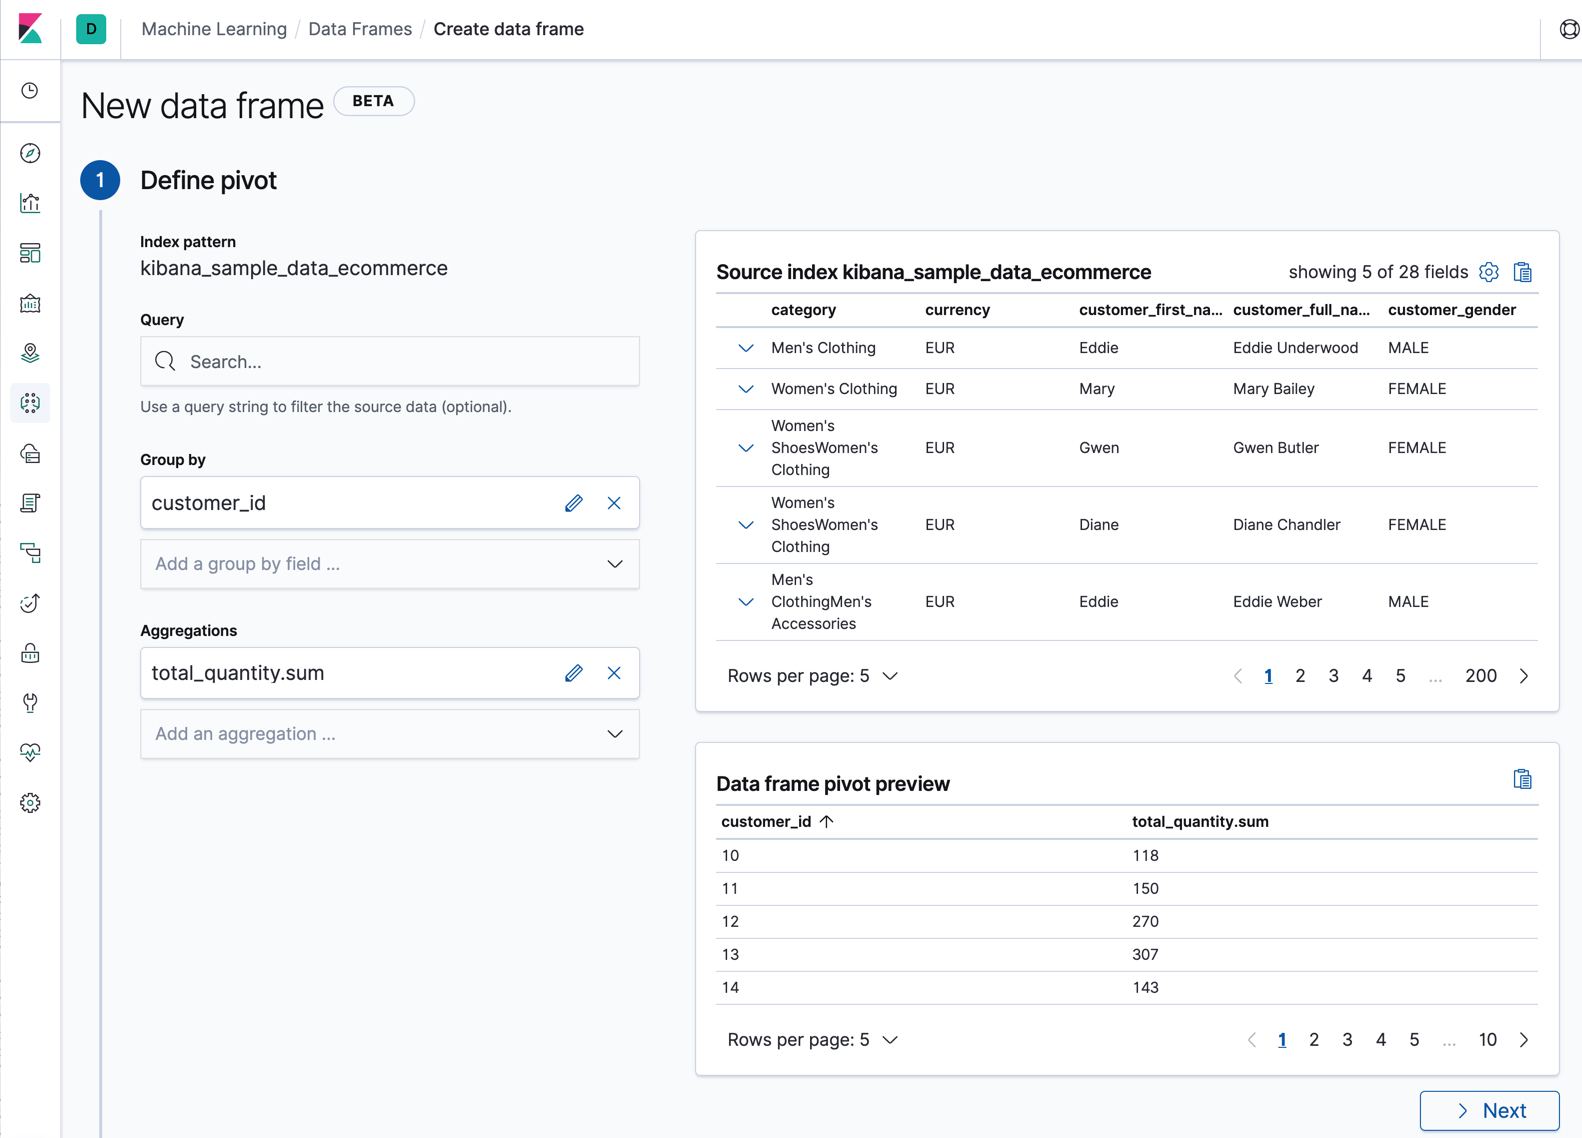 D
Machine Learning / Data Frames / Create data frame
New data frame BETA
1 Define pivot
Index pattern
kibana_sample_data_ecommerce
Query
Search...
Use a query string to filter the source data (optional).
Group by
customer_id
Add a group by field ...
Aggregations
total_quantity.sum
Add an aggregation ...
Source index kibana_sample_data_ecommerce showing 5 of 28 fields
category currency customer_first_na... customer_full_na... customer_gender
Men's Clothing EUR Eddie Eddie Underwood MALE
Women's Clothing EUR Mary Mary Bailey FEMALE
Women's
ShoesWomen's EUR Gwen Gwen Butler FEMALE
Clothing
Women's
ShoesWomen's EUR Diane Diane Chandler FEMALE
Clothing
Men's
ClothingMen's EUR Eddie Eddie Weber MALE
Accessories
Rows per page: 5 1 2 3 4 5 ... 200
Data frame pivot preview
customer_id total_quantity.sum
10 118
11 150
12 270
13 307
14 143
Rows per page: 5 1 2 3 4 5 ... 10
Next